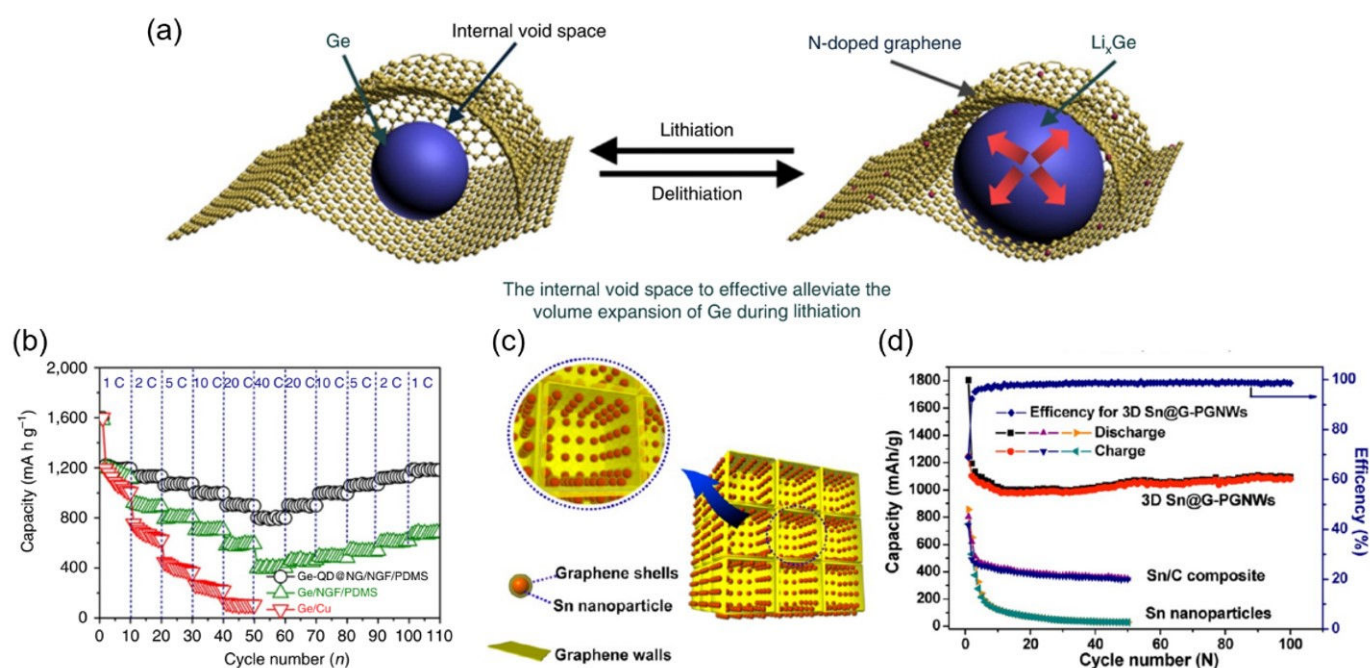 (a)
Ge
Internal void space
N-doped graphene
LiₓGe
Lithiation
Delithiation
The internal void space to effective alleviate the
volume expansion of Ge during lithiation
(b)
2,000
1,600
1,200
800
400
0
Capacity (mA h g⁻¹)
1 C 2 C 5 C 10 C 20 C 40 C 20 C 10 C 5 C 2 C 1 C
Ge-QD@NG/NGF/PDMS
Ge/NGF/PDMS
Ge/Cu
0 10 20 30 40 50 60 70 80 90 100 110
Cycle number (n)
(c)
Graphene shells
Sn nanoparticle
Graphene walls
(d)
1800
1600
1400
1200
1000
800
600
400
200
0
Capacity (mAh/g)
Efficency for 3D Sn@G-PGNWs
Discharge
Charge
3D Sn@G-PGNWs
Sn/C composite
Sn nanoparticles
100
80
60
40
20
0
Effficency (%)
0 20 40 60 80 100
Cycle number (N)